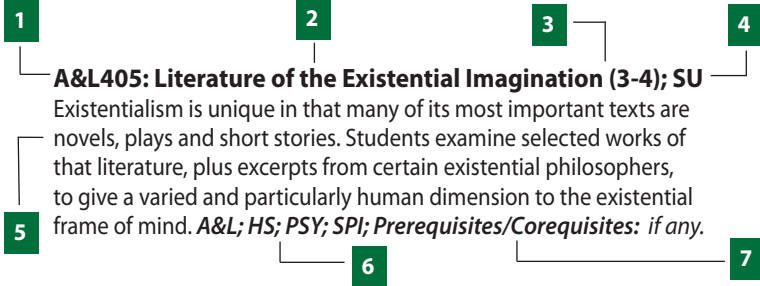 1 2 3 4
A&L405: Literature of the Existential Imagination (3-4); SU
Existentialism is unique in that many of its most important texts are
novels, plays and short stories. Students examine selected works of
that literature, plus excerpts from certain existential philosophers,
to give a varied and particularly human dimension to the existential
5 frame of mind. A&L; HS; PSY; SPI; Prerequisites/Corequisites: if any.
6 7